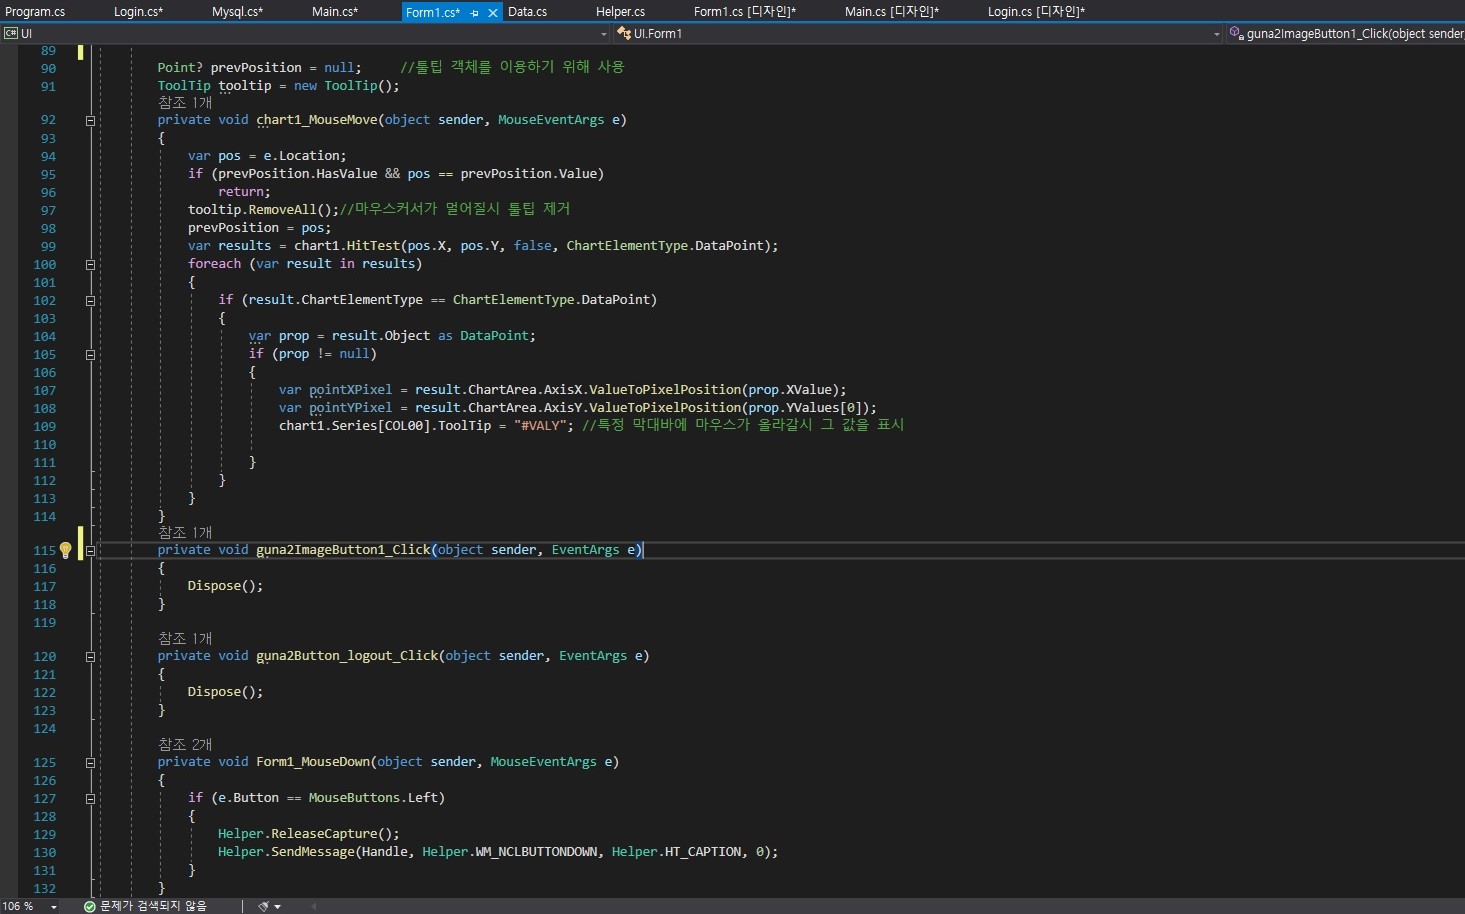 Program.cs Login.cs* Mysql.cs* Main.cs* Form1.cs* Data.cs Helper.cs Form1.cs [디자인]* Main.cs [디자인]* Login.cs [디자인]*
C# UI UI.Form1 guna2ImageButton1_Click(object sender,
89
90 Point? prevPosition = null; //툴팁 객체를 이용하기 위해 사용
91 ToolTip tooltip = new ToolTip();
참조 1개
92 private void chart1_MouseMove(object sender, MouseEventArgs e)
93 {
94 var pos = e.Location;
95 if (prevPosition.HasValue && pos == prevPosition.Value)
96 return;
97 tooltip.RemoveAll();//마우스커서가 멀어질시 툴팁 제거
98 prevPosition = pos;
99 var results = chart1.HitTest(pos.X, pos.Y, false, ChartElementType.DataPoint);
100 foreach (var result in results)
101 {
102 if (result.ChartElementType == ChartElementType.DataPoint)
103 {
104 var prop = result.Object as DataPoint;
105 if (prop != null)
106 {
107 var pointXPixel = result.ChartArea.AxisX.ValueToPixelPosition(prop.XValue);
108 var pointYPixel = result.ChartArea.AxisY.ValueToPixelPosition(prop.YValues[0]);
109 chart1.Series[COL00].ToolTip = "#VALY"; //특정 막대바에 마우스가 올라갈시 그 값을 표시
110
111 }
112 }
113 }
114 }
참조 1개
115 private void guna2ImageButton1_Click(object sender, EventArgs e)
116 {
117 Dispose();
118 }
119
참조 1개
120 private void guna2Button_logout_Click(object sender, EventArgs e)
121 {
122 Dispose();
123 }
124
참조 2개
125 private void Form1_MouseDown(object sender, MouseEventArgs e)
126 {
127 if (e.Button == MouseButtons.Left)
128 {
129 Helper.ReleaseCapture();
130 Helper.SendMessage(Handle, Helper.WM_NCLBUTTONDOWN, Helper.HT_CAPTION, 0);
131 }
132 }
106 % 문제가 검색되지 않음